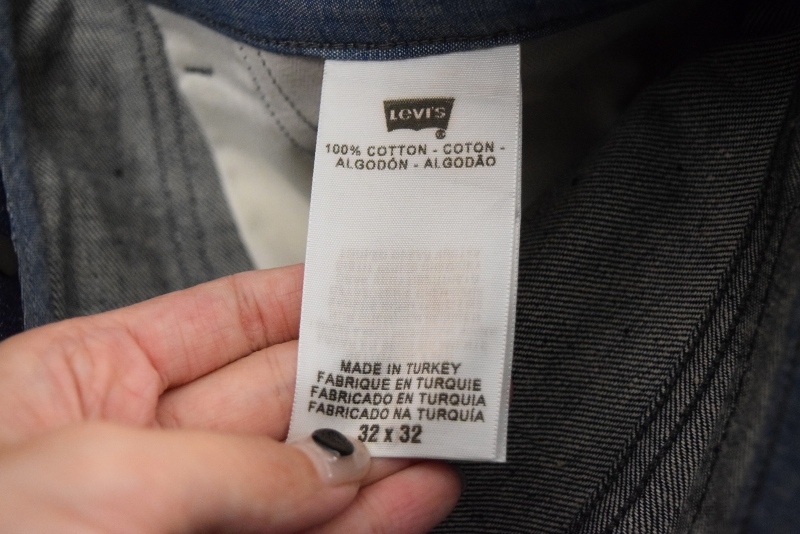 Levi's
®
100% COTTON - COTON -
ALGODÓN - ALGODÃO
MADE IN TURKEY
FABRIQUE EN TURQUIE
FABRICADO EN TURQUIA
FABRICADO NA TURQUÍA
32 x 32